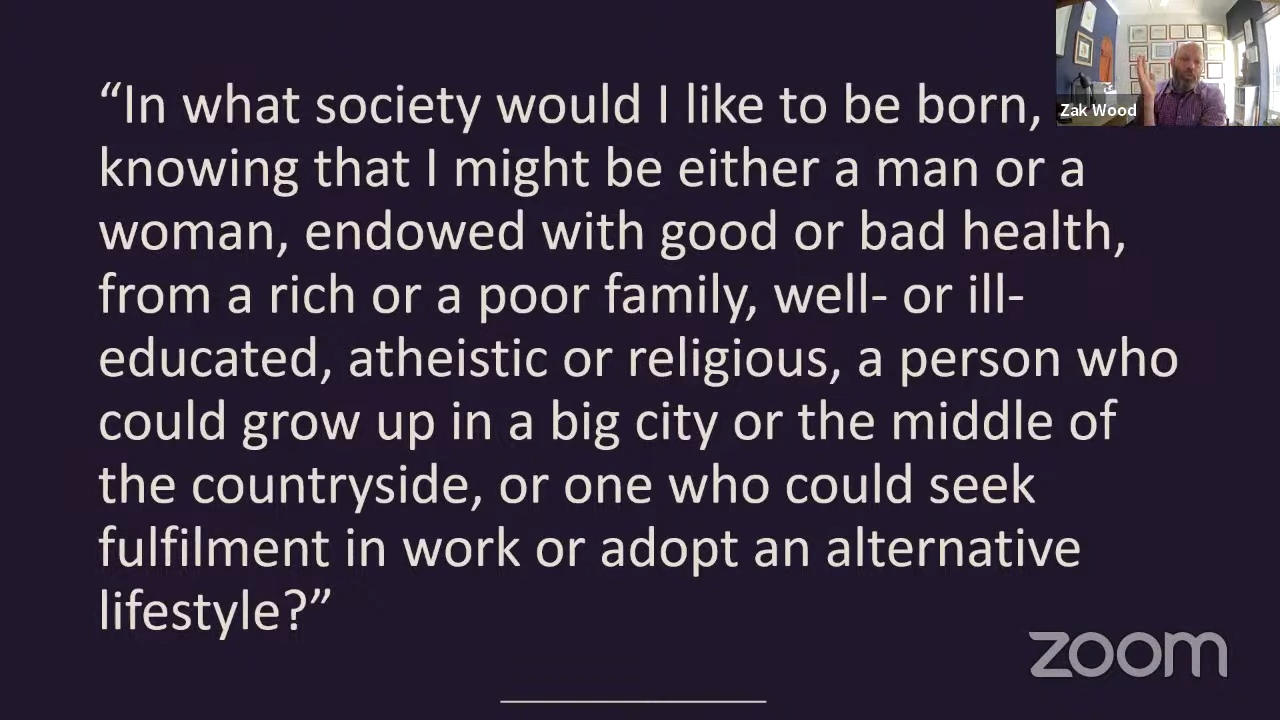 “In what society would I like to be born,
knowing that I might be either a man or a
woman, endowed with good or bad health,
from a rich or a poor family, well- or ill-
educated, atheistic or religious, a person who
could grow up in a big city or the middle of
the countryside, or one who could seek
fulfilment in work or adopt an alternative
lifestyle?”
Zak Wood
zoom